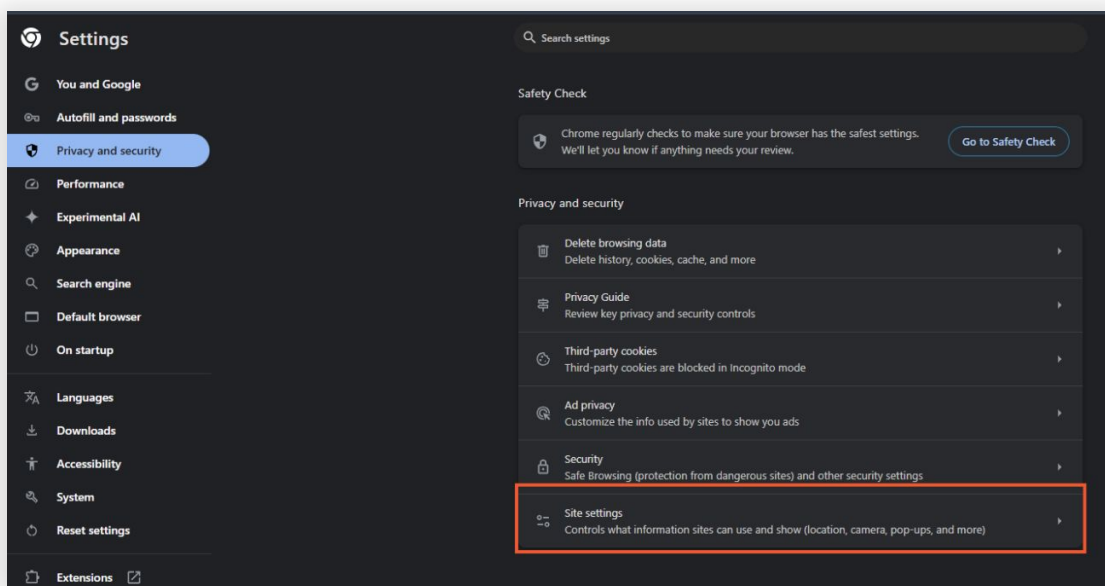 Settings
Search settings
You and Google
Autofill and passwords
Privacy and security
Performance
Experimental AI
Appearance
Search engine
Default browser
On startup
Languages
Downloads
Accessibility
System
Reset settings
Extensions
Safety Check
Chrome regularly checks to make sure your browser has the safest settings.
We'll let you know if anything needs your review.
Go to Safety Check
Privacy and security
Delete browsing data
Delete history, cookies, cache, and more
Privacy Guide
Review key privacy and security controls
Third-party cookies
Third-party cookies are blocked in Incognito mode
Ad privacy
Customize the info used by sites to show you ads
Security
Safe Browsing (protection from dangerous sites) and other security settings
Site settings
Controls what information sites can use and show (location, camera, pop-ups, and more)